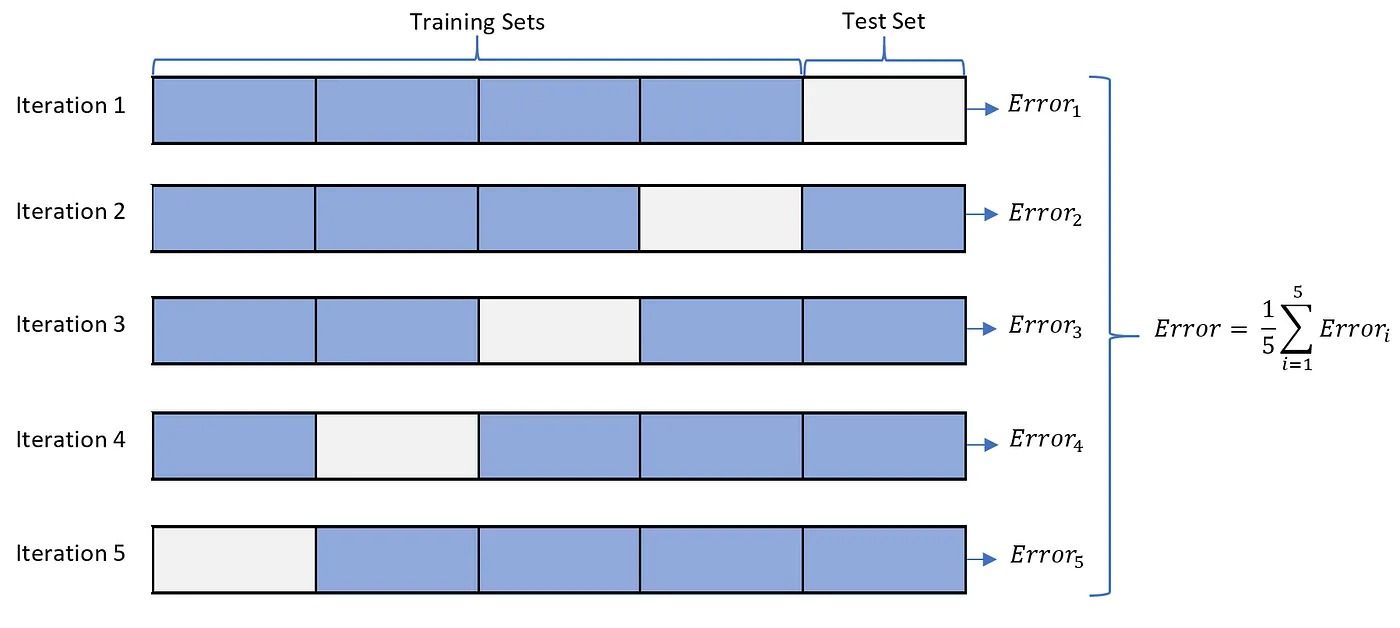 Training Sets
Test Set
Iteration 1
Error₁
Iteration 2
Error₂
Iteration 3
Error₃
Iteration 4
Error₄
Iteration 5
Error₅
Error = 1/5 ∑_{i=1}^{5} Errorᵢ